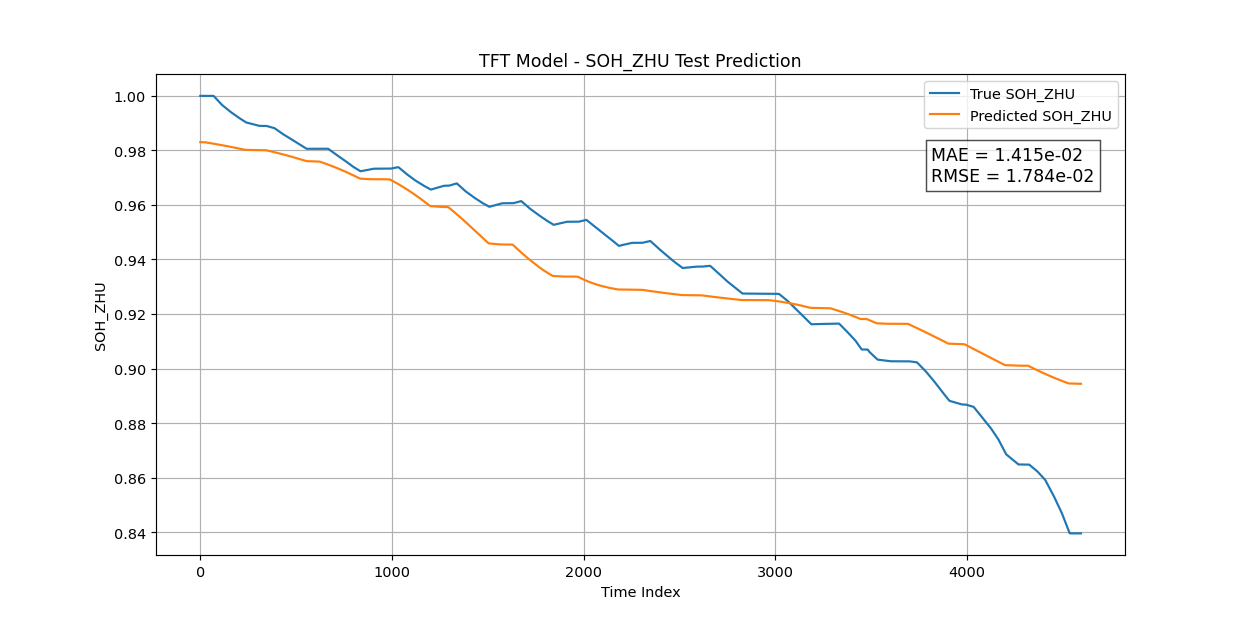 TFT Model - SOH_ZHU Test Prediction
True SOH_ZHU
Predicted SOH_ZHU
MAE = 1.415e-02
RMSE = 1.784e-02
SOH_ZHU
1.00
0.98
0.96
0.94
0.92
0.90
0.88
0.86
0.84
0
1000
2000
3000
4000
Time Index